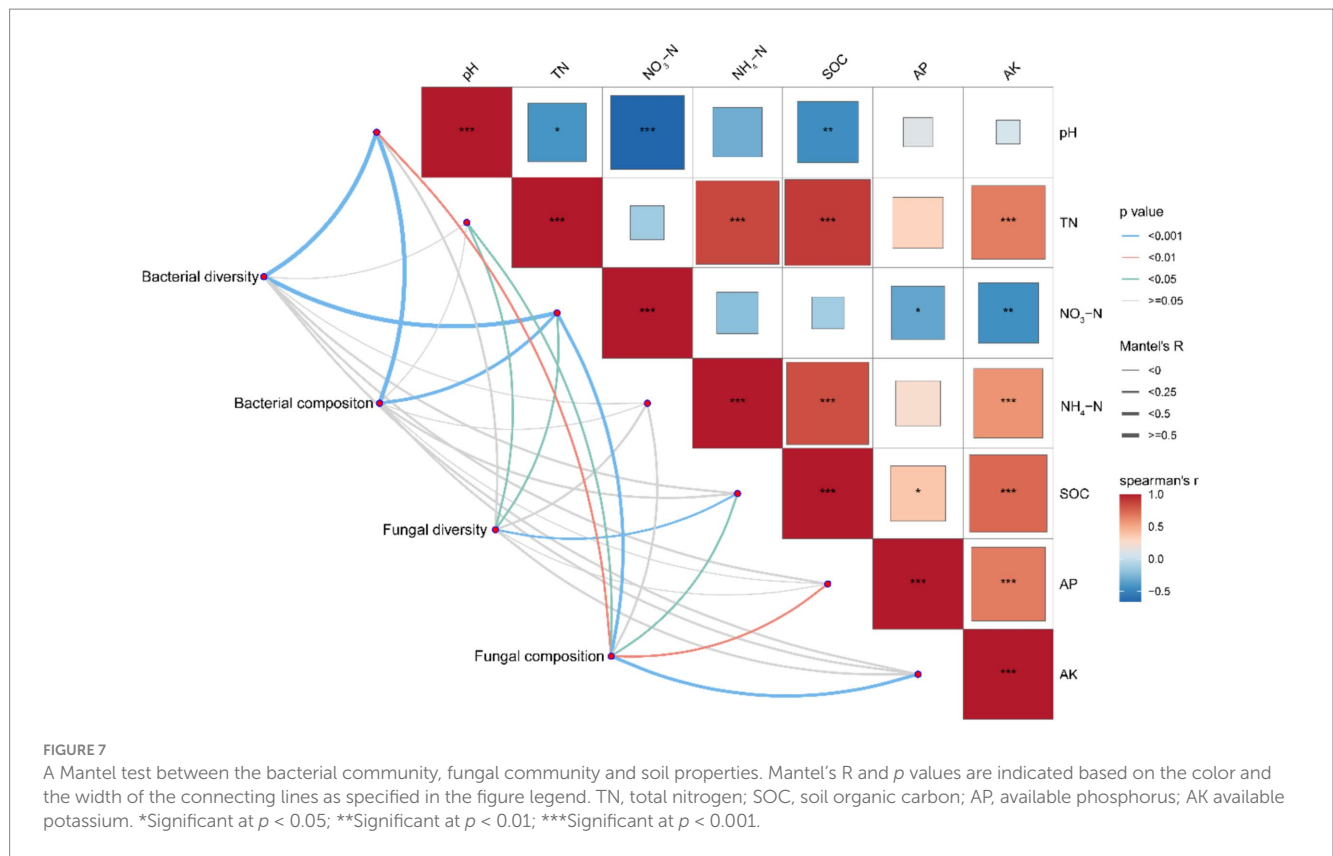 pH TN NO₃−N NH₄−N SOC AP AK
*** * *** ** pH
*** *** *** *** TN
*** * ** NO₃−N
*** *** *** NH₄−N
*** * *** SOC
*** *** AP
*** AK
Bacterial diversity
Bacterial compositon
Fungal diversity
Fungal composition
p value
<0.001
<0.01
<0.05
>=0.05
Mantel's R
<0
<0.25
<0.5
>=0.5
spearman's r
1.0
0.5
0.0
−0.5
FIGURE 7
A Mantel test between the bacterial community, fungal community and soil properties. Mantel's R and p values are indicated based on the color and
the width of the connecting lines as specified in the figure legend. TN, total nitrogen; SOC, soil organic carbon; AP, available phosphorus; AK available
potassium. *Significant at p < 0.05; **Significant at p < 0.01; ***Significant at p < 0.001.